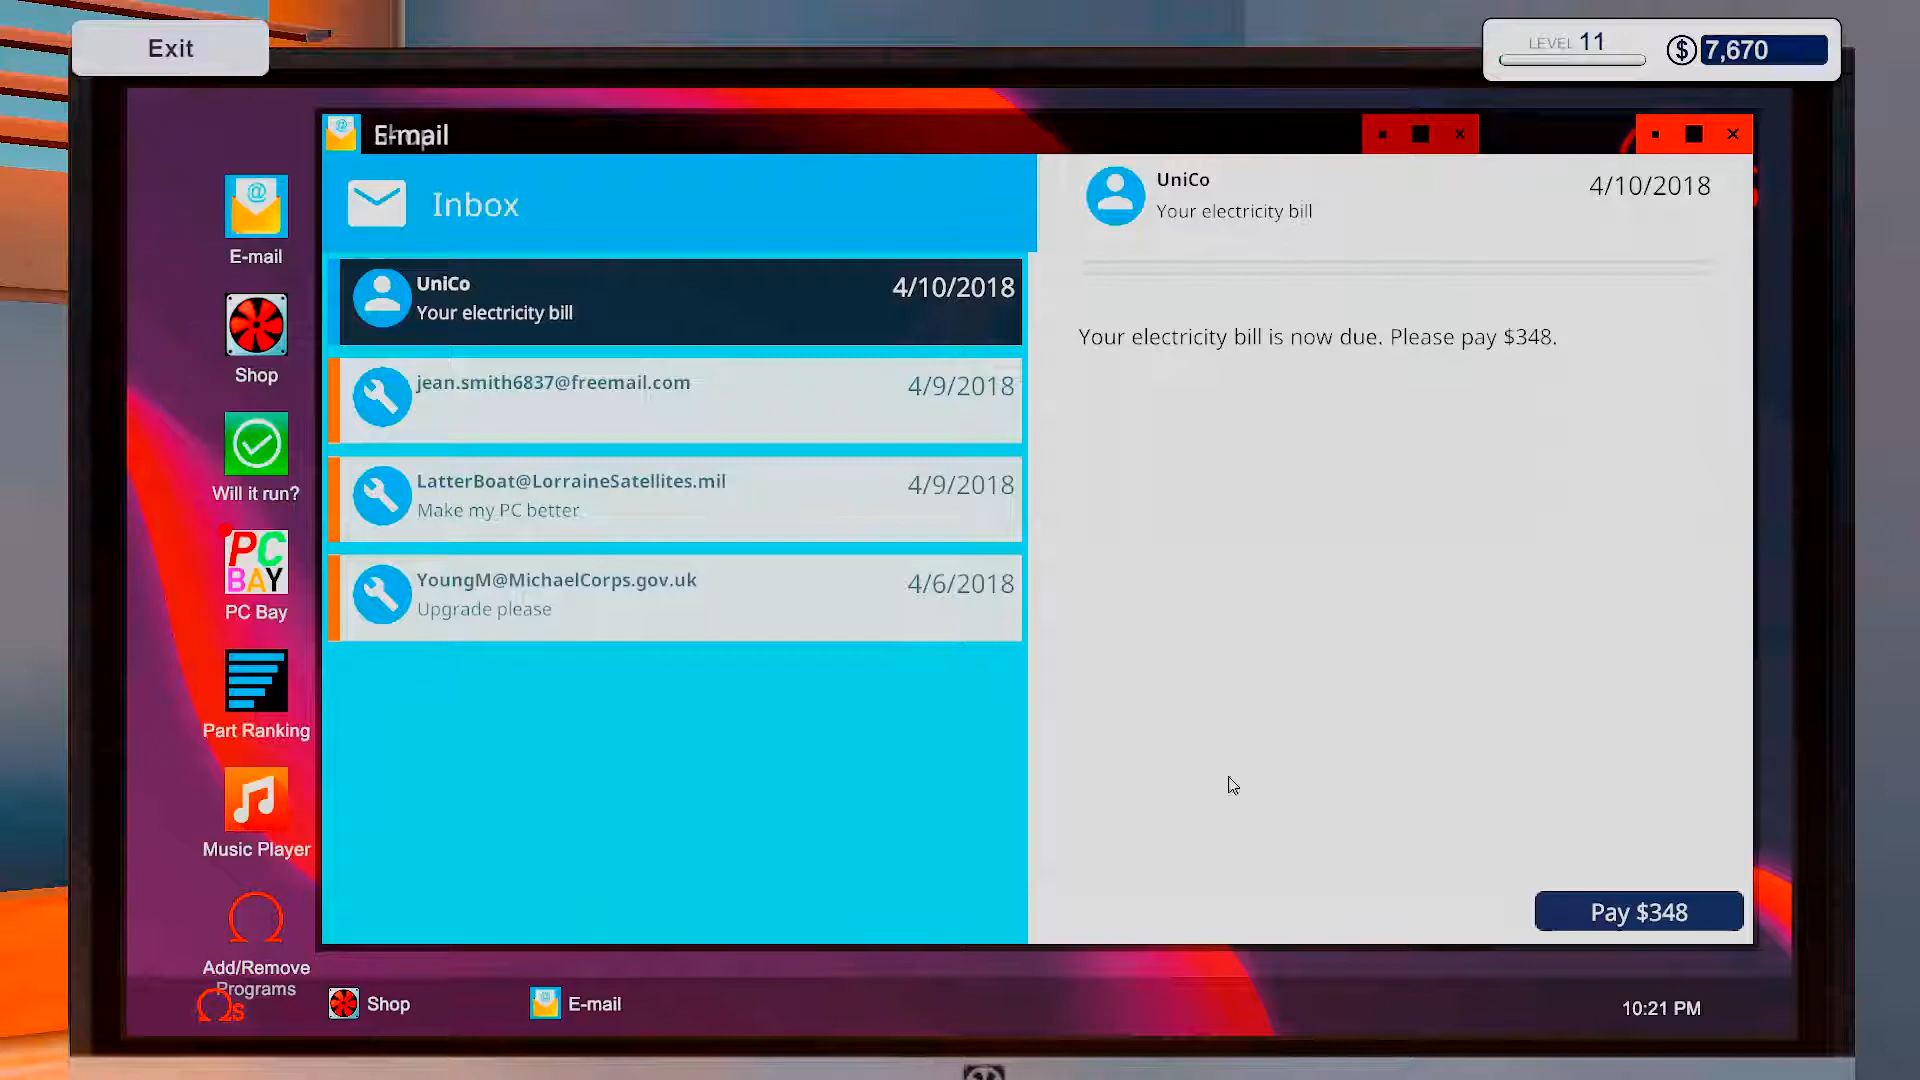 Exit
LEVEL 11
$ 7,670
E-mail
Inbox
UniCo
Your electricity bill
4/10/2018
jean.smith6837@freemail.com
4/9/2018
LatterBoat@LorraineSatellites.mil
Make my PC better
4/9/2018
YoungM@MichaelCorps.gov.uk
Upgrade please
4/6/2018
UniCo
Your electricity bill
4/10/2018
Your electricity bill is now due. Please pay $348.
Pay $348
E-mail
Shop
Will it run?
PC
BAY
PC Bay
Part Ranking
Music Player
Add/Remove
Programs
Shop
E-mail
10:21 PM